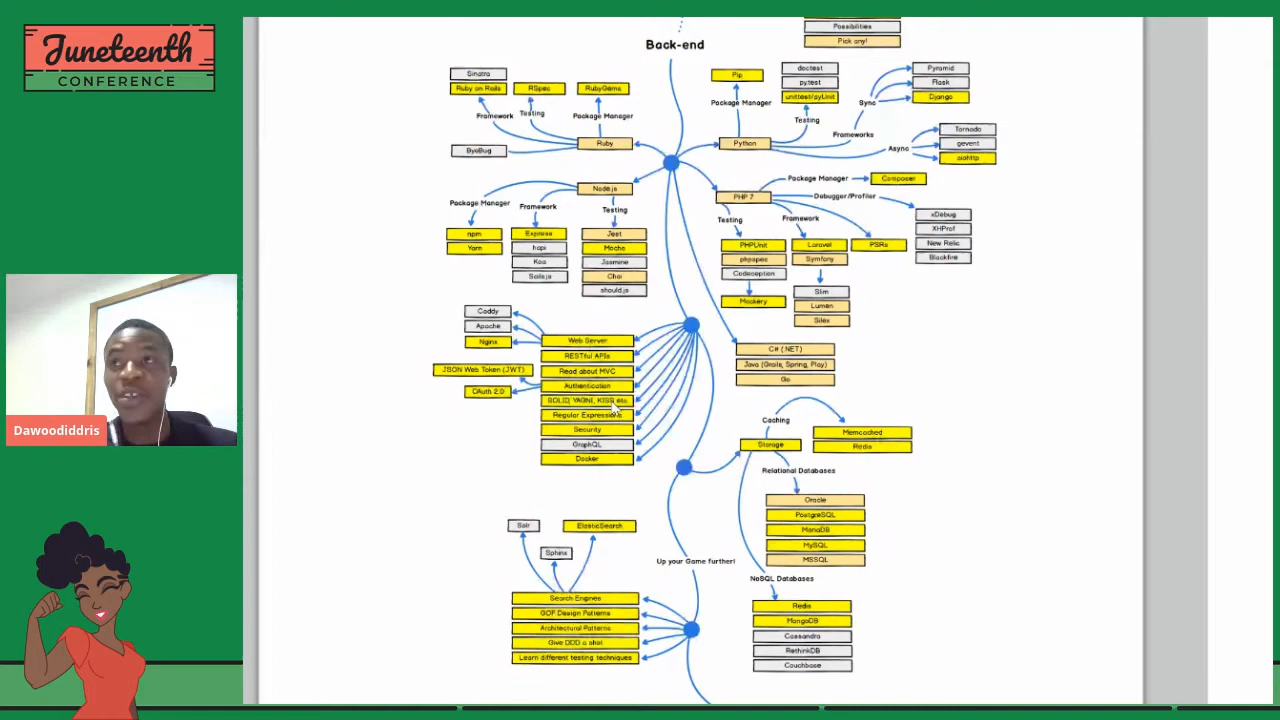 Juneteenth
CONFERENCE
Dawoodiddris
Back-end
Possibilities
Pick any!
Sinatra
Ruby on Rails
RSpec
RubyGems
Framework
Testing
Package Manager
ByeBug
Ruby
Pip
doctest
pytest
unittest/pyUnit
Package Manager
Testing
Python
Sync
Frameworks
Async
Pyramid
Flask
Django
Tornado
gevent
aiohttp
Node.js
Package Manager
Framework
Testing
npm
Yarn
Express
hapi
Koa
Sails.js
Jest
Mocha
Jasmine
Chai
should.js
PHP 7
Package Manager
Composer
Debugger/Profiler
Testing
Framework
xDebug
XHProf
New Relic
Blackfire
PHPUnit
phpspec
Codeception
Mockery
Laravel
Symfony
Slim
Lumen
Silex
PSRs
Caddy
Apache
Nginx
JSON Web Token (JWT)
OAuth 2.0
Web Server
RESTful APIs
Read about MVC
Authentication
SOLID, YAGNI, KISS etc
Regular Expressions
Security
GraphQL
Docker
C# (.NET)
Java (Grails, Spring, Play)
Go
Caching
Memcached
Redis
Storage
Relational Databases
Oracle
PostgreSQL
MariaDB
MySQL
MSSQL
NoSQL Databases
Redis
MongoDB
Cassandra
RethinkDB
Couchbase
Solr
ElasticSearch
Sphinx
Up your Game further!
Search Engines
GOF Design Patterns
Architectural Patterns
Give DDD a shot
Learn different testing techniques